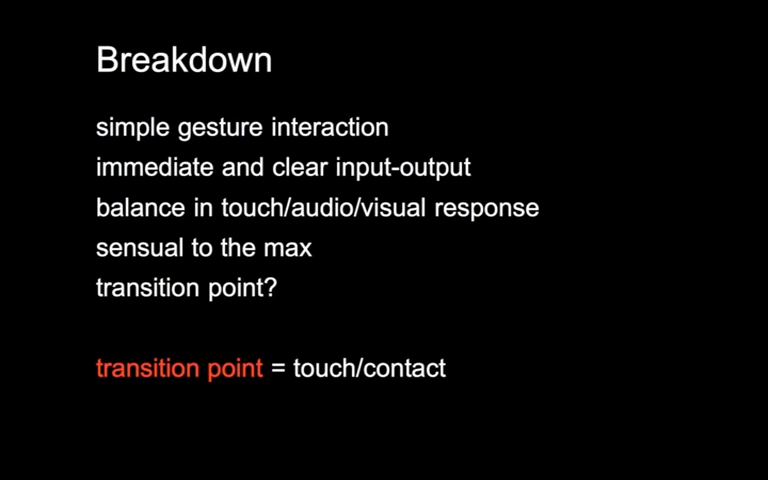 Breakdown
simple gesture interaction
immediate and clear input-output
balance in touch/audio/visual response
sensual to the max
transition point?
transition point = touch/contact